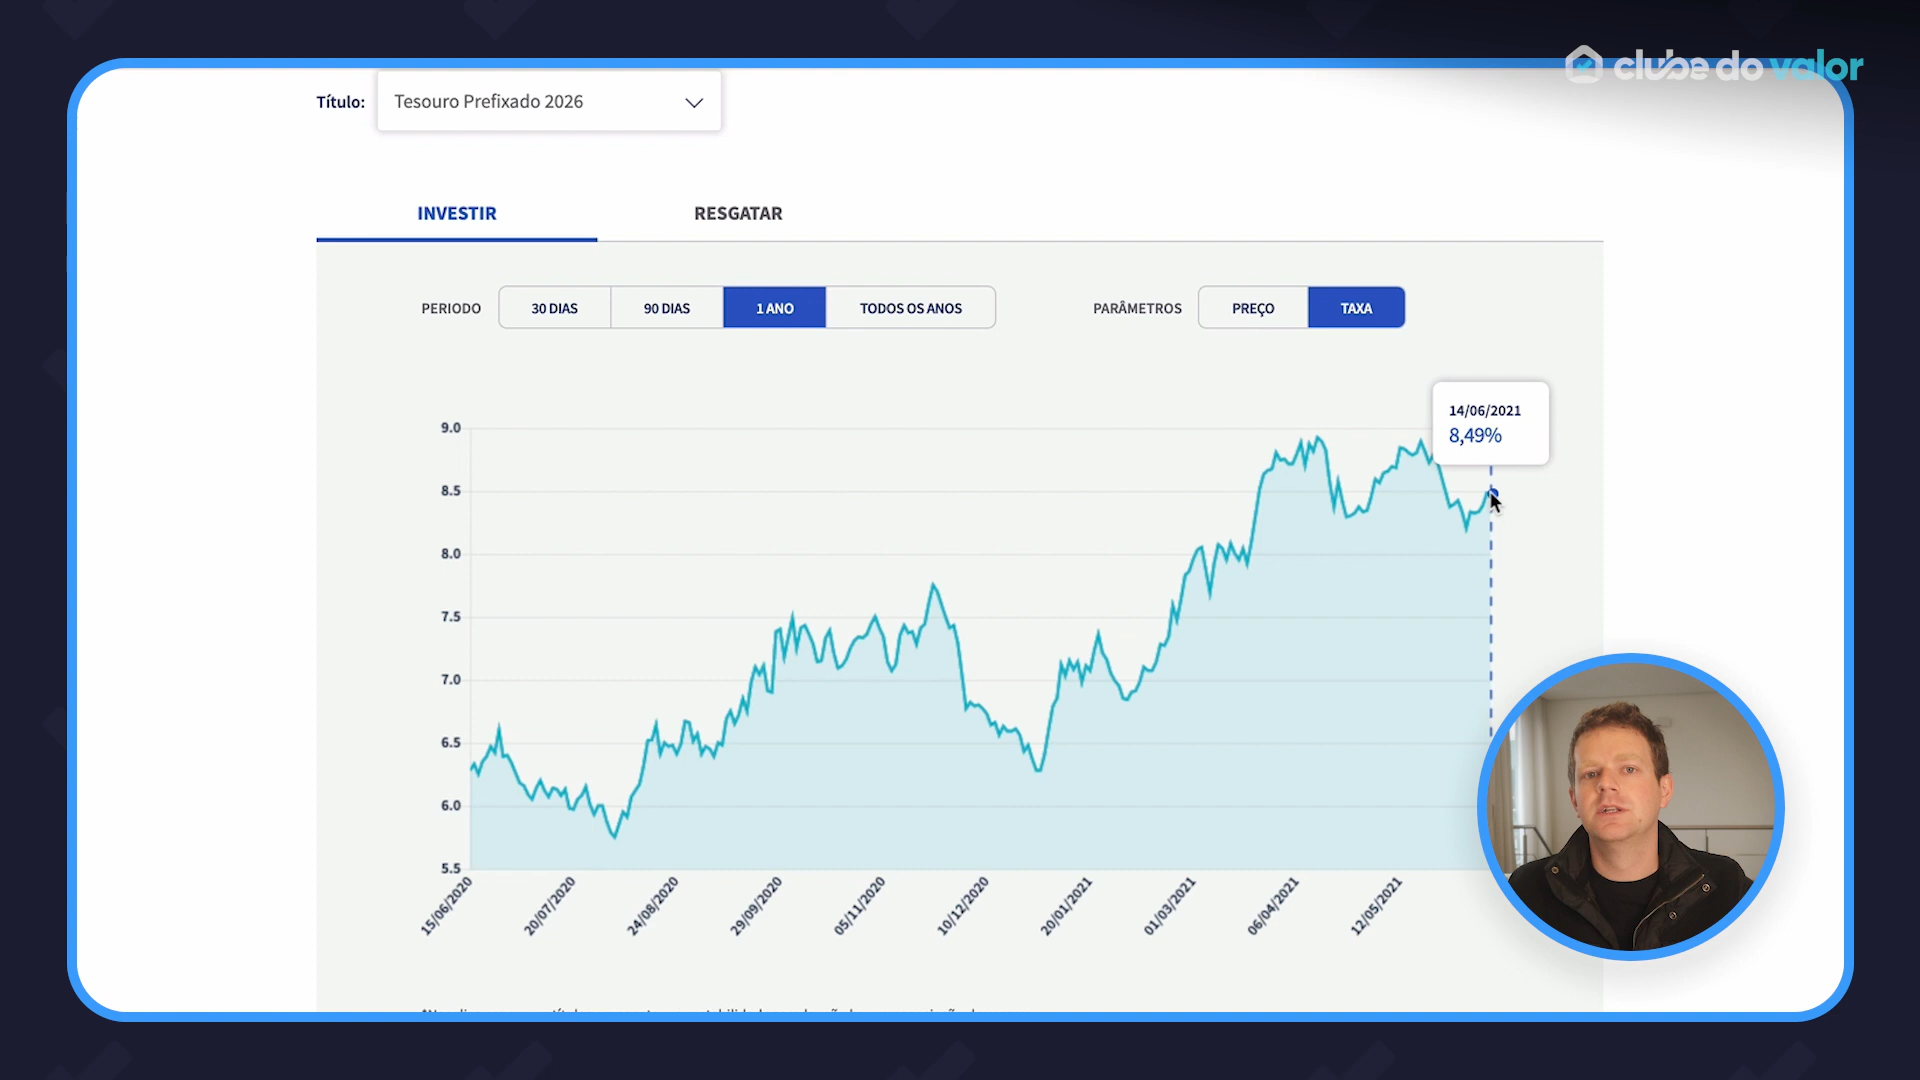 clube do valor
Título: Tesouro Prefixado 2026
INVESTIR RESGATAR
PERIODO 30 DIAS 90 DIAS 1 ANO TODOS OS ANOS PARÂMETROS PREÇO TAXA
14/06/2021
8,49%
9.0
8.5
8.0
7.5
7.0
6.5
6.0
5.5
15/06/2020 20/07/2020 24/08/2020 29/09/2020 05/11/2020 10/12/2020 20/01/2021 01/03/2021 06/04/2021 12/05/2021